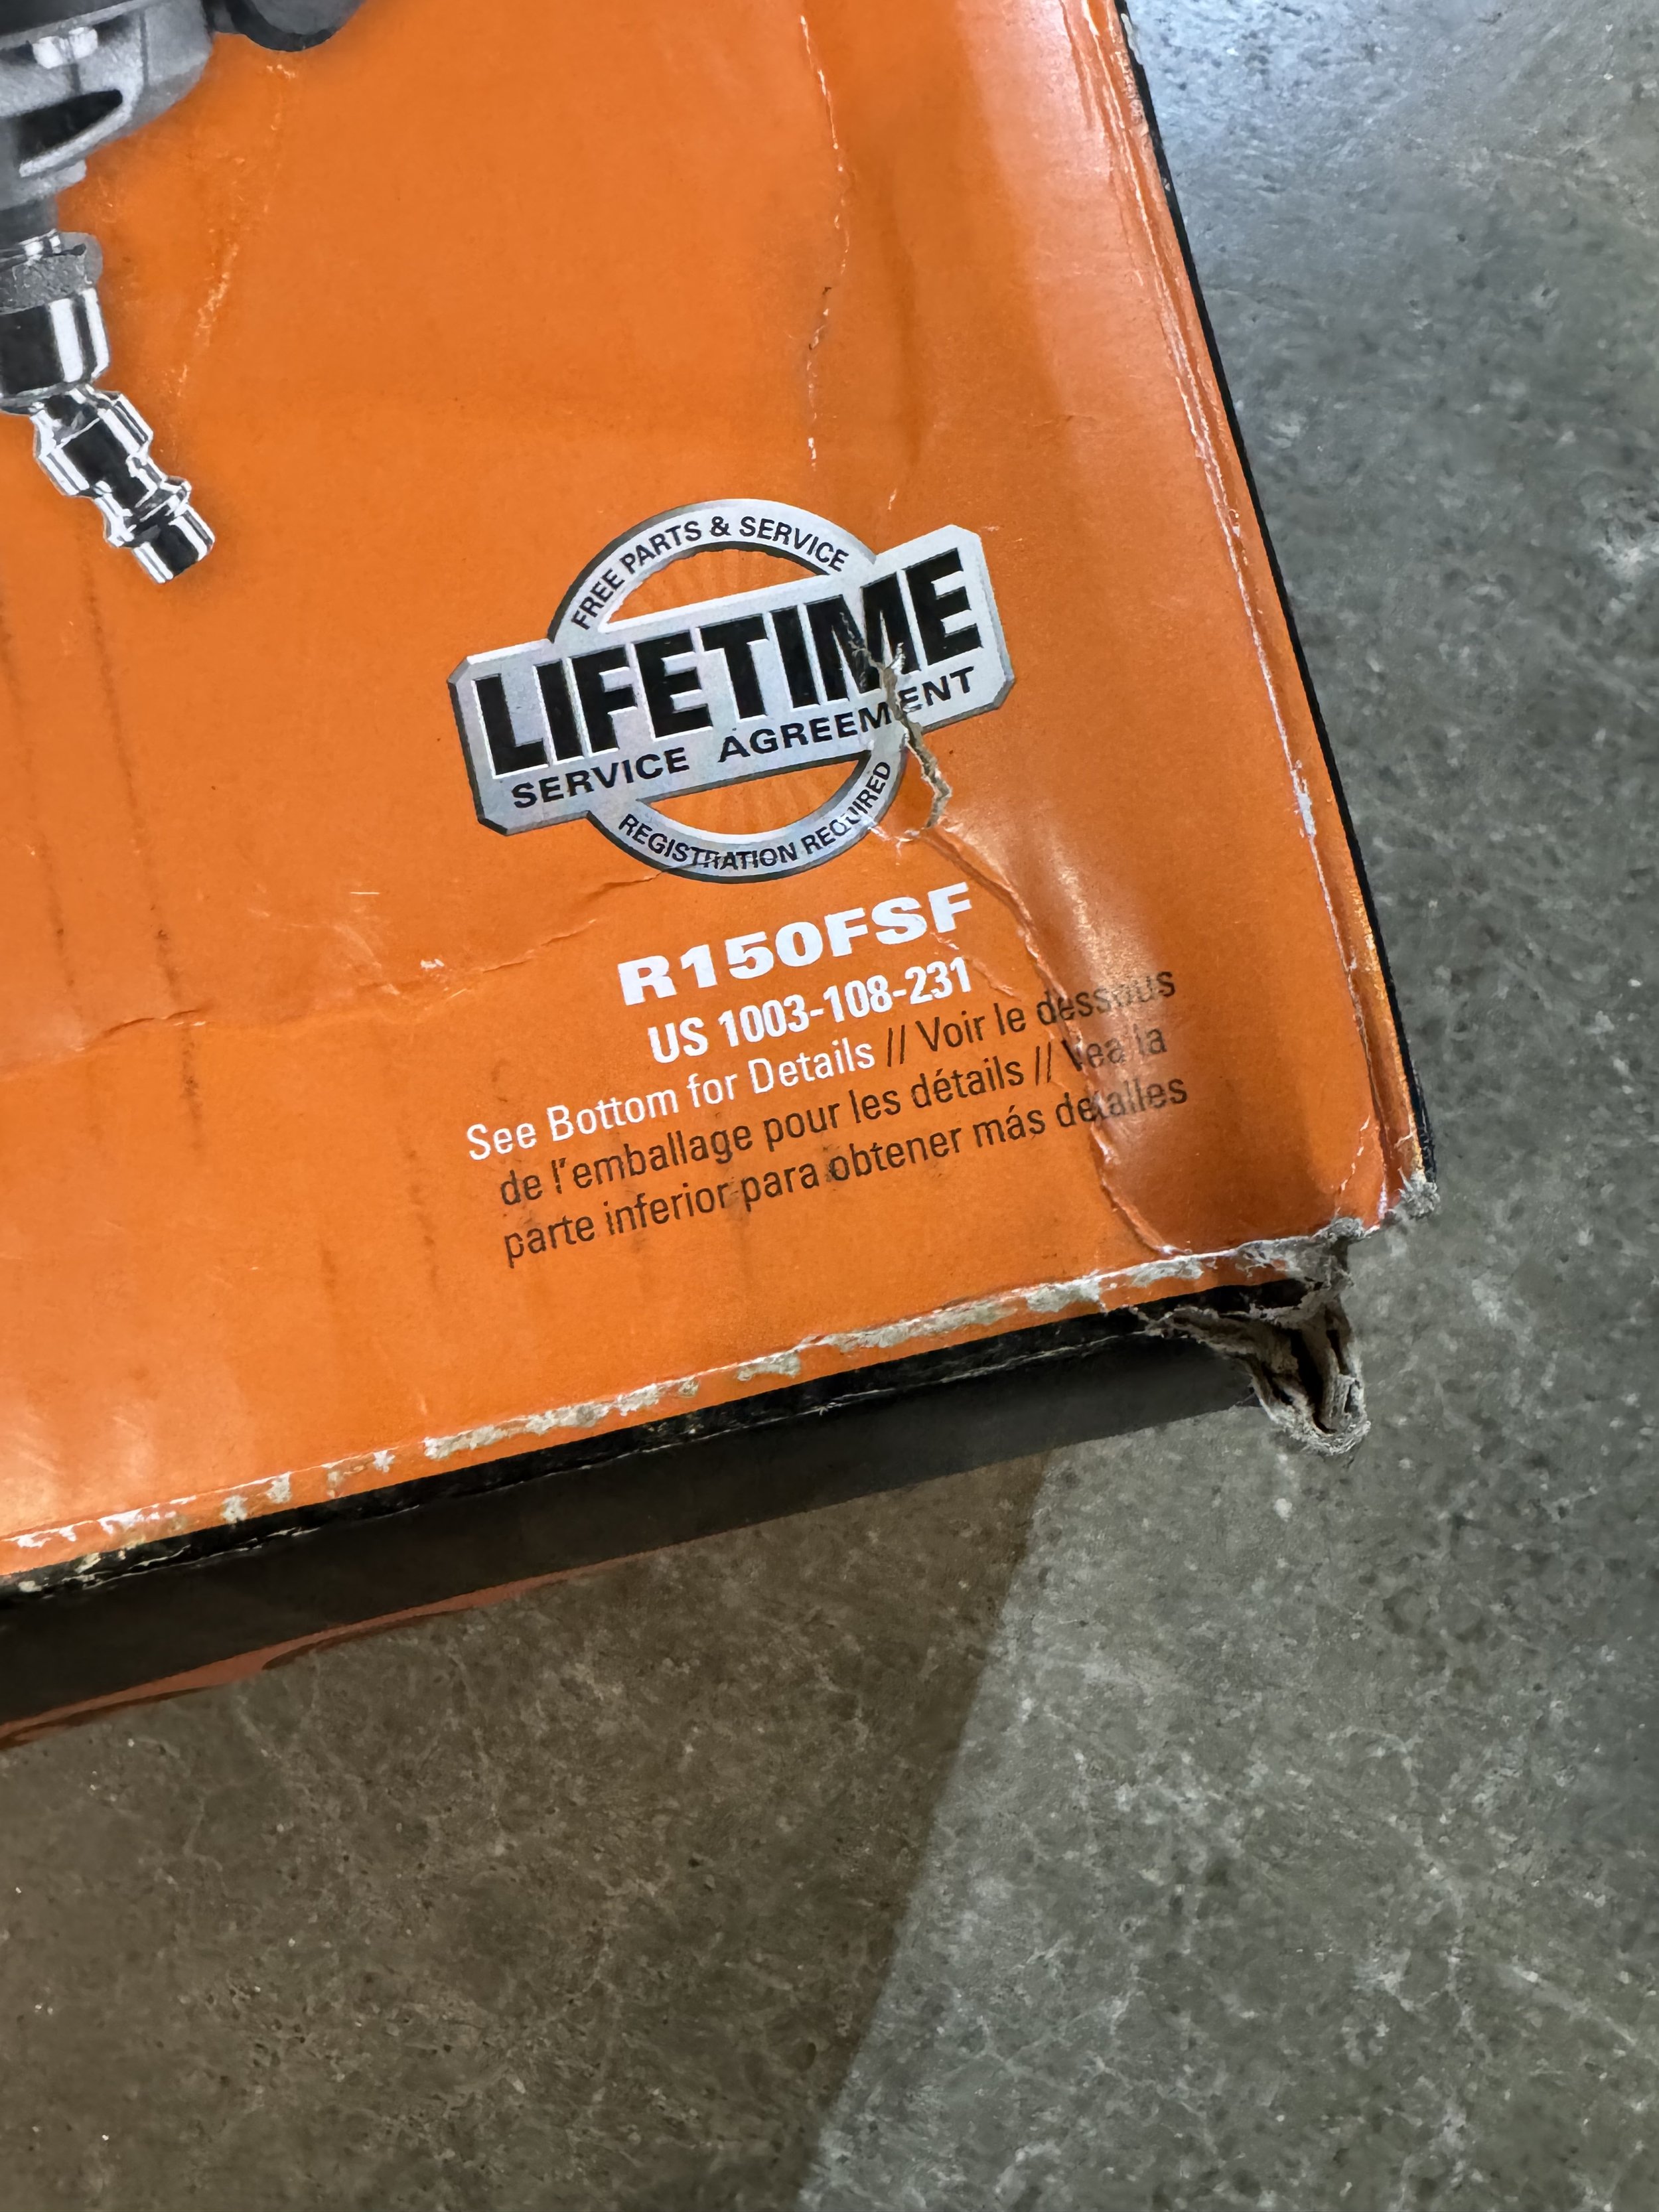 FREE PARTS & SERVICE
LIFETIME
SERVICE AGREEMENT
REGISTRATION REQUIRED
R150FSF
US 1003-108-231
See Bottom for Details // Voir le dessous
de l'emballage pour les détails // Vea la
parte inferior para obtener más detalles